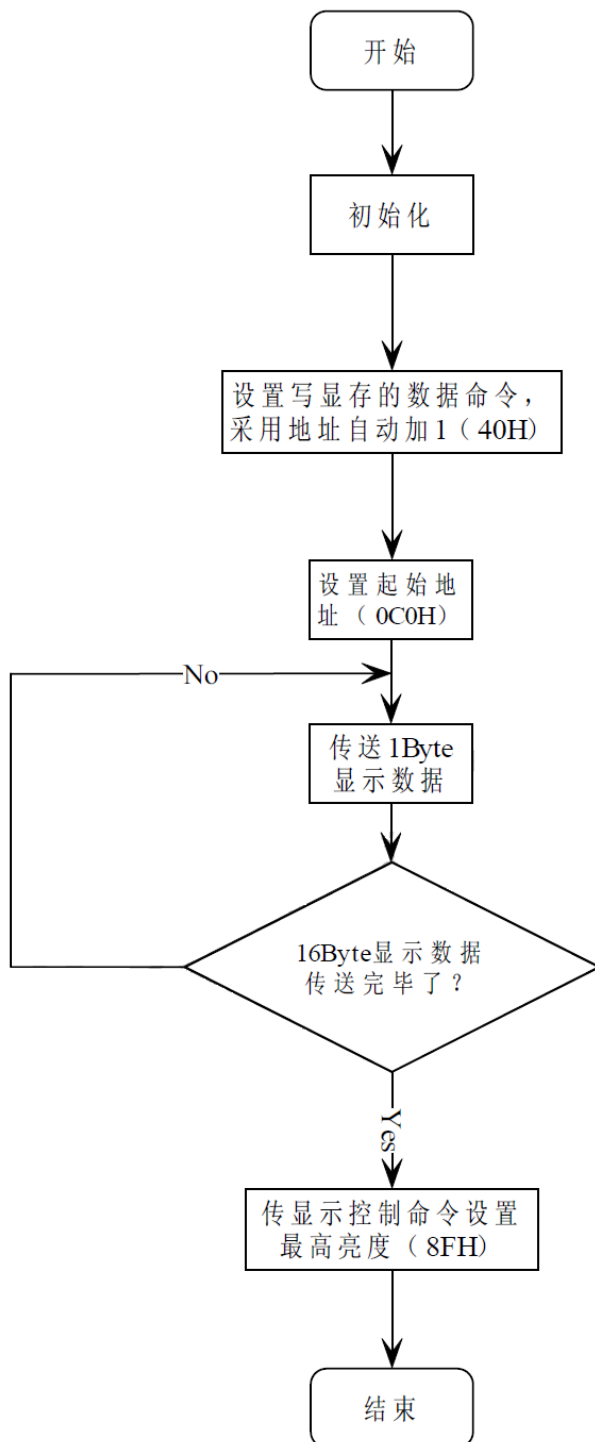 开始
初始化
设置写显存的数据命令，
采用地址自动加1（40H）
设置起始地
址（0C0H）
No
传送1Byte
显示数据
16Byte显示数据
传送完毕了？
Yes
传显示控制命令设置
最高亮度（8FH）
结束